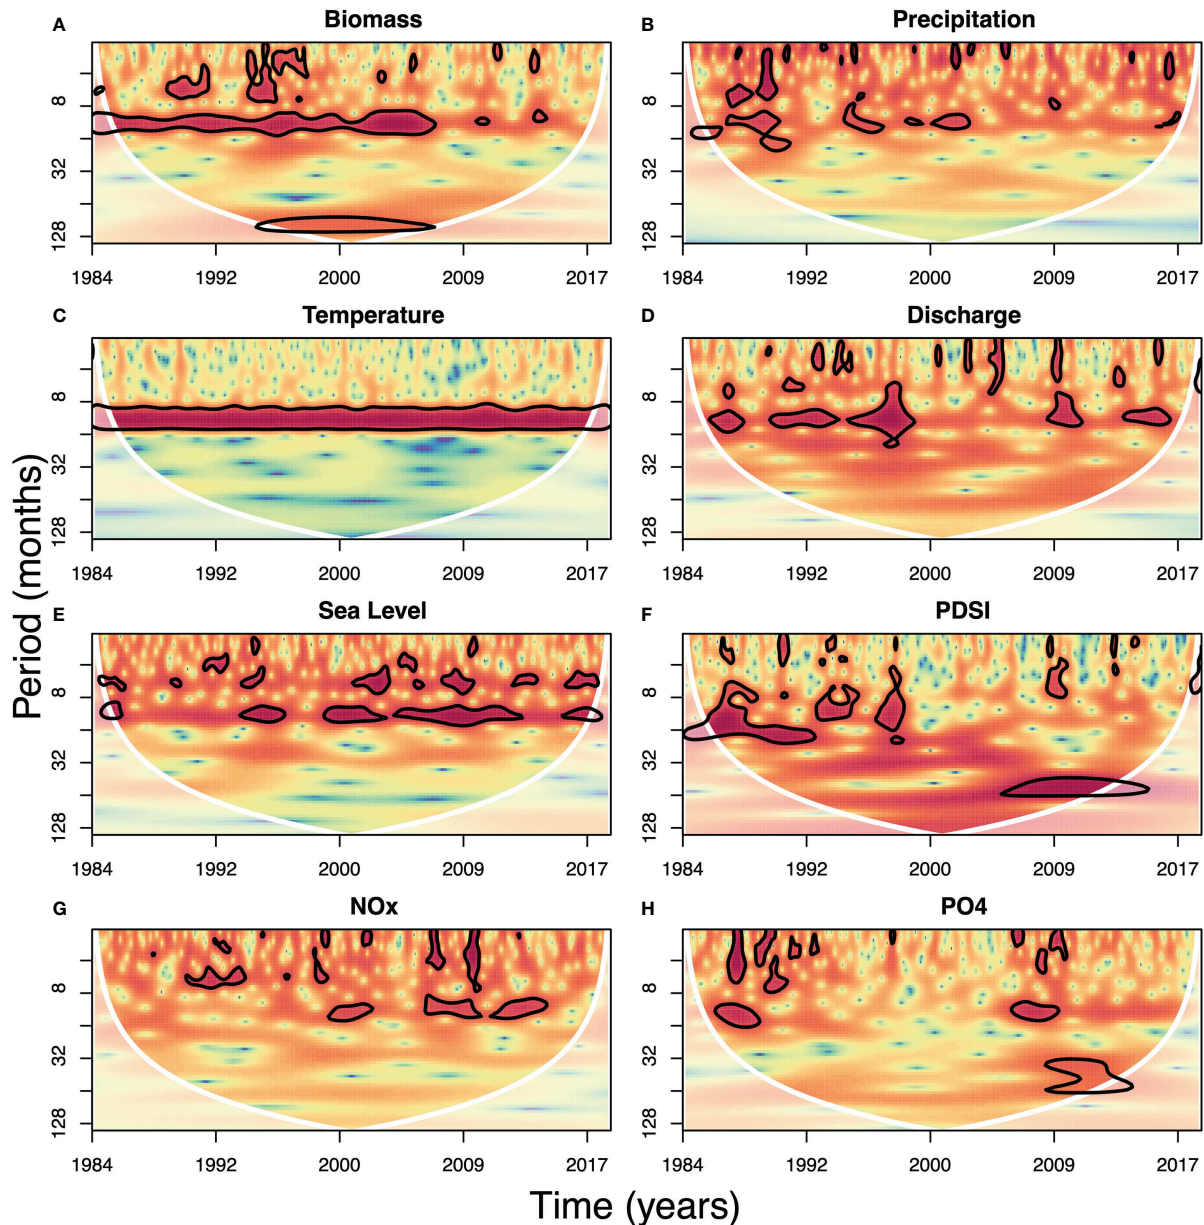 A Biomass B Precipitation
8 8
32 32
128 128
1984 1992 2000 2009 2017 1984 1992 2000 2009 2017
C Temperature D Discharge
8 8
32 32
128 128
1984 1992 2000 2009 2017 1984 1992 2000 2009 2017
Period (months)
E Sea Level F PDSI
8 8
32 32
128 128
1984 1992 2000 2009 2017 1984 1992 2000 2009 2017
G NOx H PO4
8 8
32 32
128 128
1984 1992 2000 2009 2017 1984 1992 2000 2009 2017
Time (years)